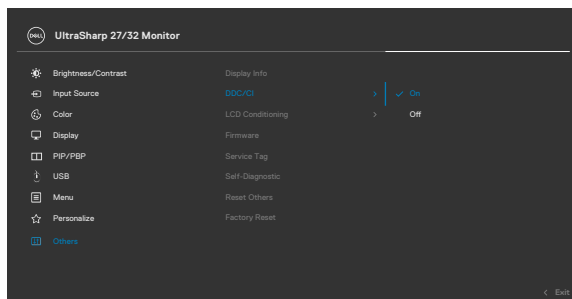 DELL UltraSharp 27/32 Monitor
Brightness/Contrast Display Info
Input Source DDC/CI > ✓ On
Color LCD Conditioning > Off
Display Firmware
PIP/PBP Service Tag
USB Self-Diagnostic
Menu Reset Others
Personalize Factory Reset
Others
< Exit